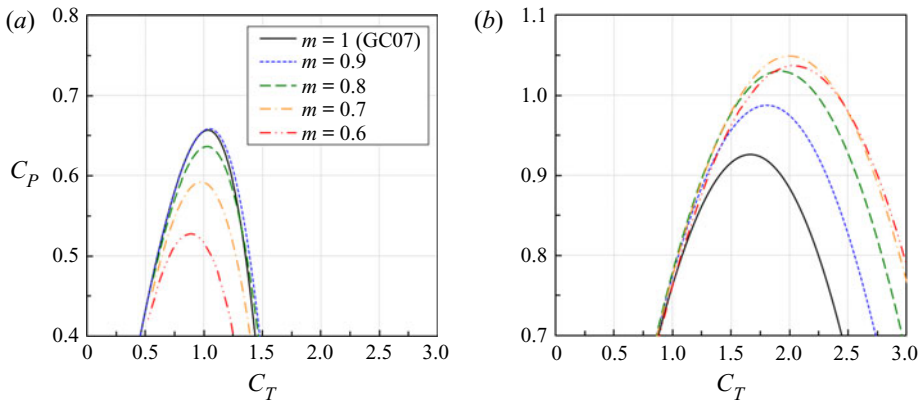 (a)
0.8
0.7
0.6
0.5
0.4
C_P
0 0.5 1.0 1.5 2.0 2.5 3.0
C_T
m = 1 (GC07)
m = 0.9
m = 0.8
m = 0.7
m = 0.6
(b)
1.1
1.0
0.9
0.8
0.7
0 0.5 1.0 1.5 2.0 2.5 3.0
C_T